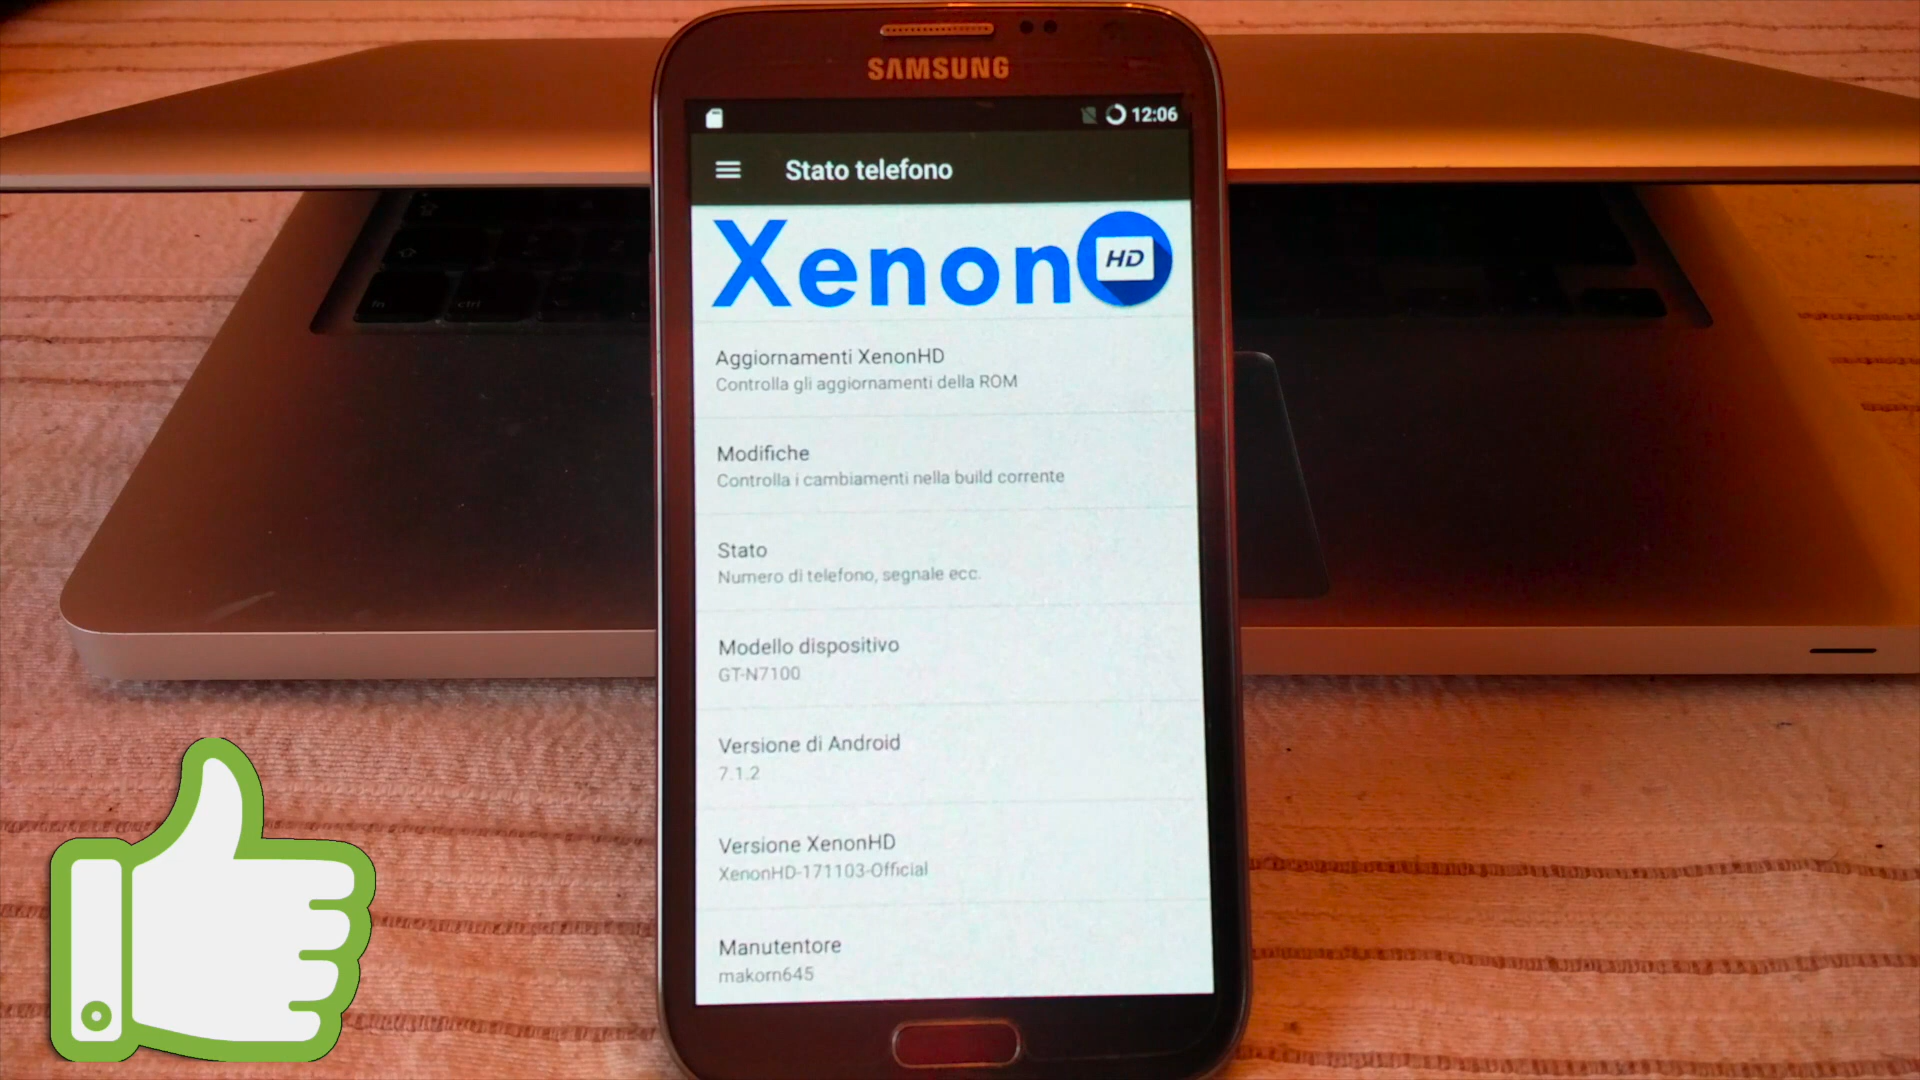 SAMSUNG
12:06
Stato telefono
Xenon HD
Aggiornamenti XenonHD
Controlla gli aggiornamenti della ROM
Modifiche
Controlla i cambiamenti nella build corrente
Stato
Numero di telefono, segnale ecc.
Modello dispositivo
GT-N7100
Versione di Android
7.1.2
Versione XenonHD
XenonHD-171103-Official
Manutentore
makorn645
fn
ctrl